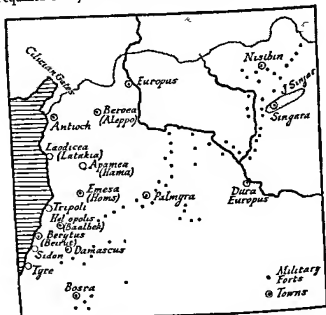 Cilician Gates
Nisibin
J. Sinjar
Europus
Singara
Beroea
(Aleppo)
Antioch
Laodicea
(Latakia)
Apamea
(Hama)
Dura
Europus
Emesa
(Homs)
Palmyra
Tripoli
Heliopolis
(Baalbek)
Berytus
(Beirut)
Sidon
Damascus
Tyre
Military
Forts
Towns
Bosra